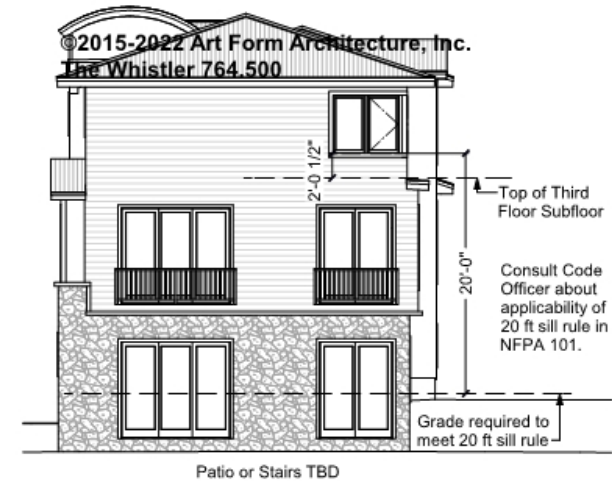 ©2015-2022 Art Form Architecture, Inc.
The Whistler 764.500
2'-0 1/2"
Top of Third
Floor Subfloor
20'-0"
Consult Code
Officer about
applicability of
20 ft sill rule in
NFPA 101.
Grade required to
meet 20 ft sill rule
Patio or Stairs TBD